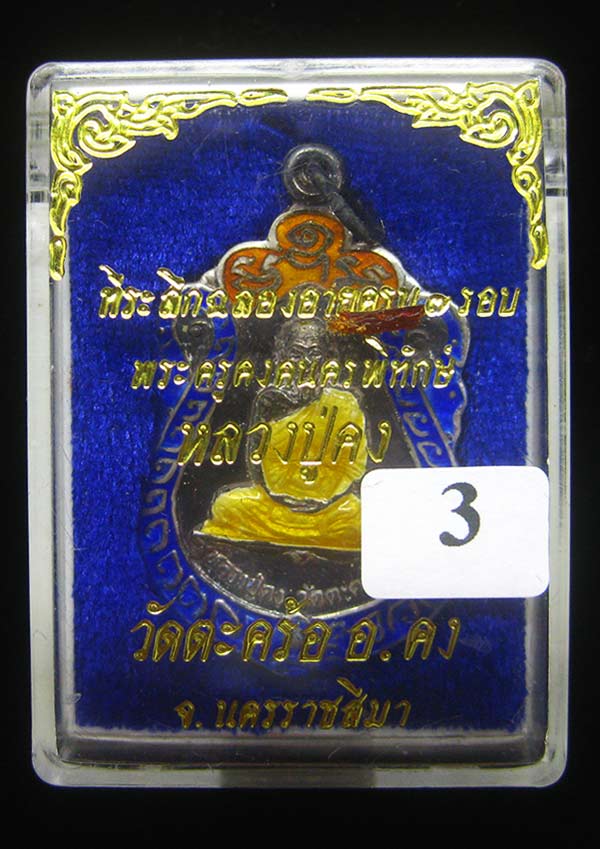 ที่ระลึกฉลองอายุครบ ๗ รอบ
พระครูคงคนครพิทักษ์
หลวงปู่คง
3
วัดตะคร้อ อ.คง
จ.นครราชสีมา